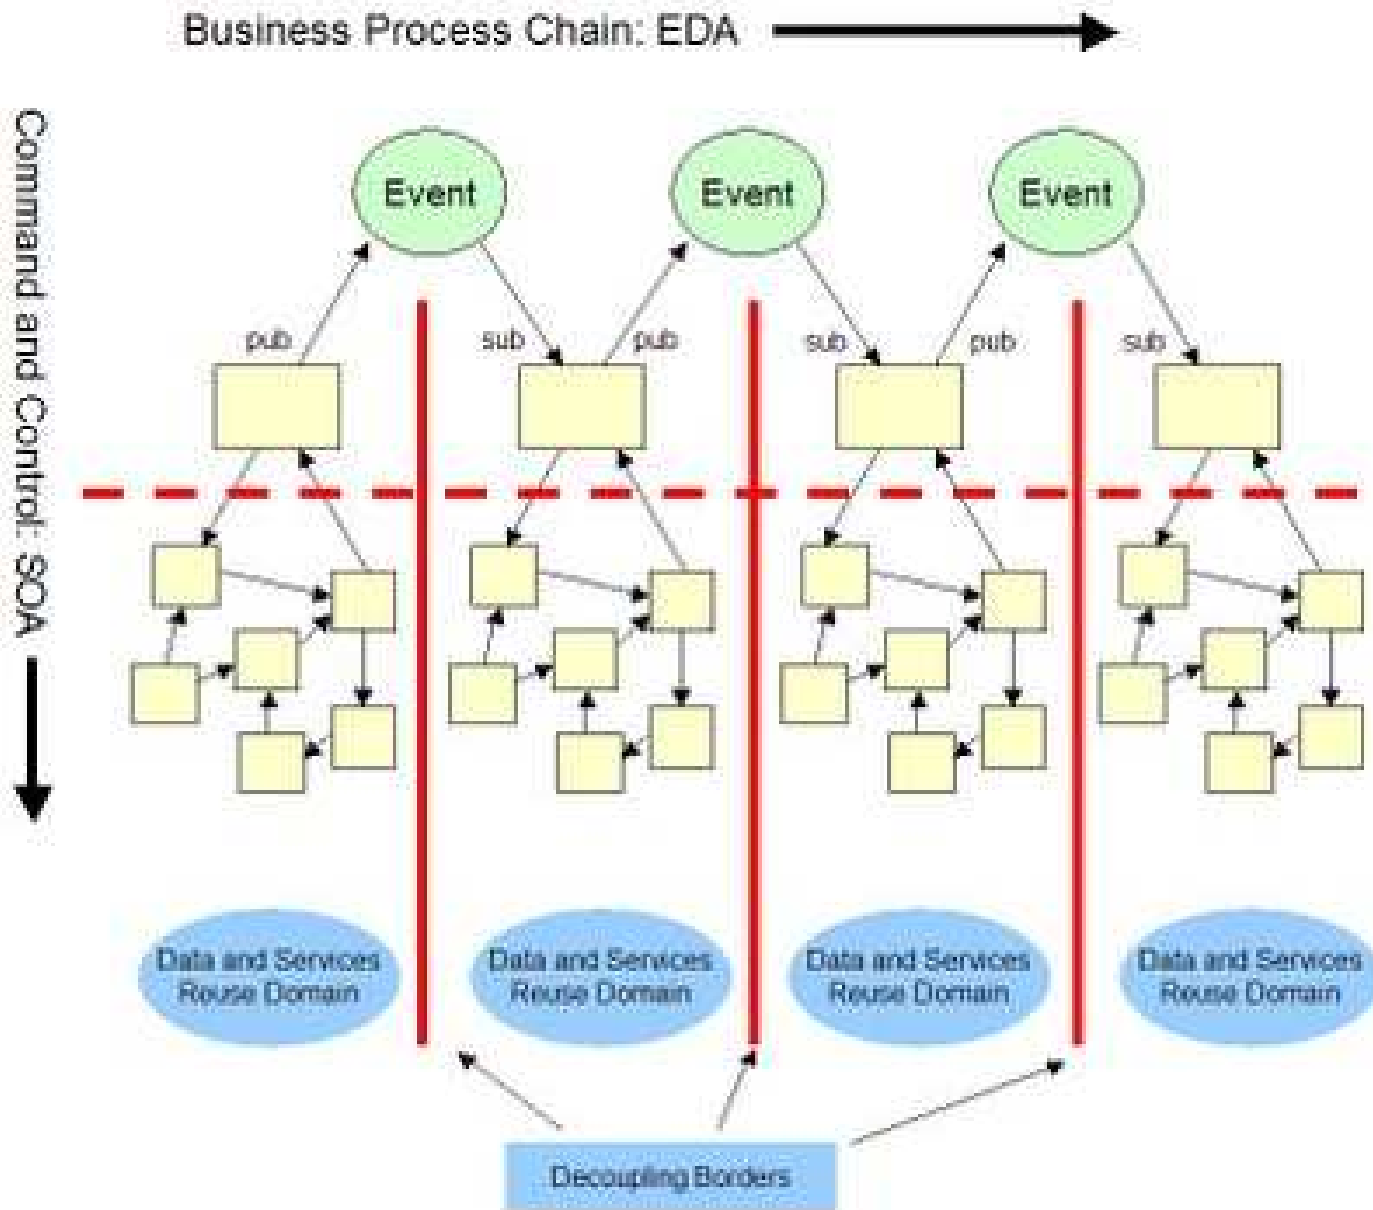 Business Process Chain: EDA
Command and Control: SOA
Event
Event
Event
pub
sub
pub
sub
pub
sub
Data and Services
Reuse Domain
Data and Services
Reuse Domain
Data and Services
Reuse Domain
Data and Services
Reuse Domain
Decoupling Borders